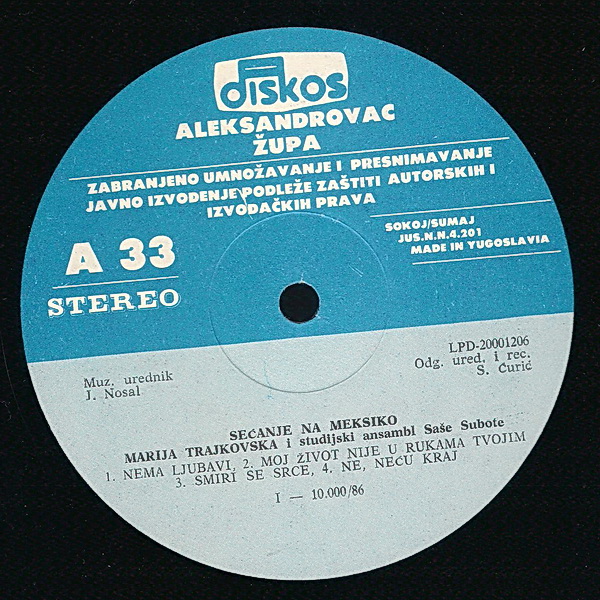 diskos
ALEKSANDROVAC
ŽUPA
ZABRANJENO UMNOŽAVANJE I PRESNIMAVANJE
JAVNO IZVOĐENJE PODLEŽE ZAŠTITI AUTORSKIH I
IZVOĐAČKIH PRAVA
SOKOJ/SUMAJ
JUS.N.N.4.201
MADE IN YUGOSLAVIA
A 33
STEREO
LPD-20001206
Odg. ured. i rec.
S. Ćurić
Muz. urednik
J. Nosal
SEĆANJE NA MEKSIKO
MARIJA TRAJKOVSKA i studijski ansambl Saše Subote
1. NEMA LJUBAVI, 2. MOJ ŽIVOT NIJE U RUKAMA TVOJIM
3. SMIRI SE SRCE, 4. NE, NEĆU KRAJ
I — 10.000/86